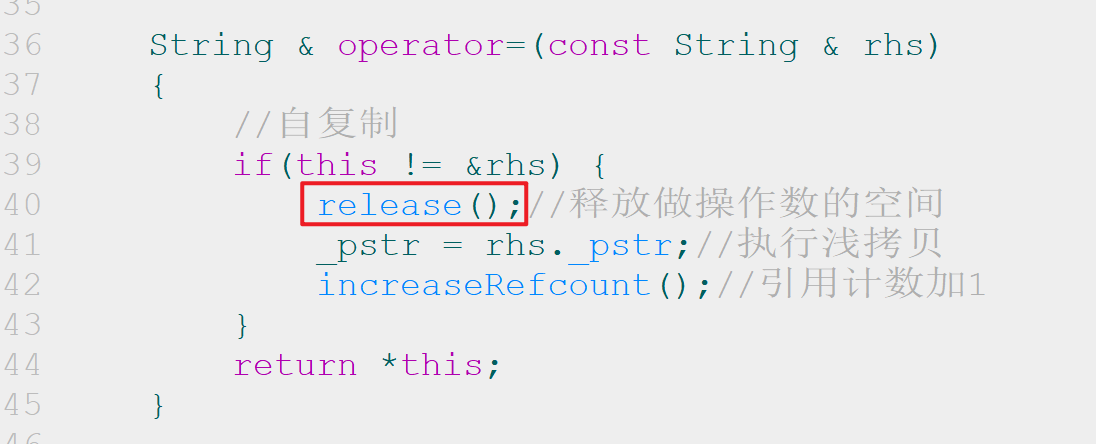 35
36 String & operator=(const String & rhs)
37 {
38 //自复制
39 if(this != &rhs) {
40 release();//释放做操作数的空间
41 _pstr = rhs._pstr;//执行浅拷贝
42 increaseRefcount();//引用计数加1
43 }
44 return *this;
45 }
46